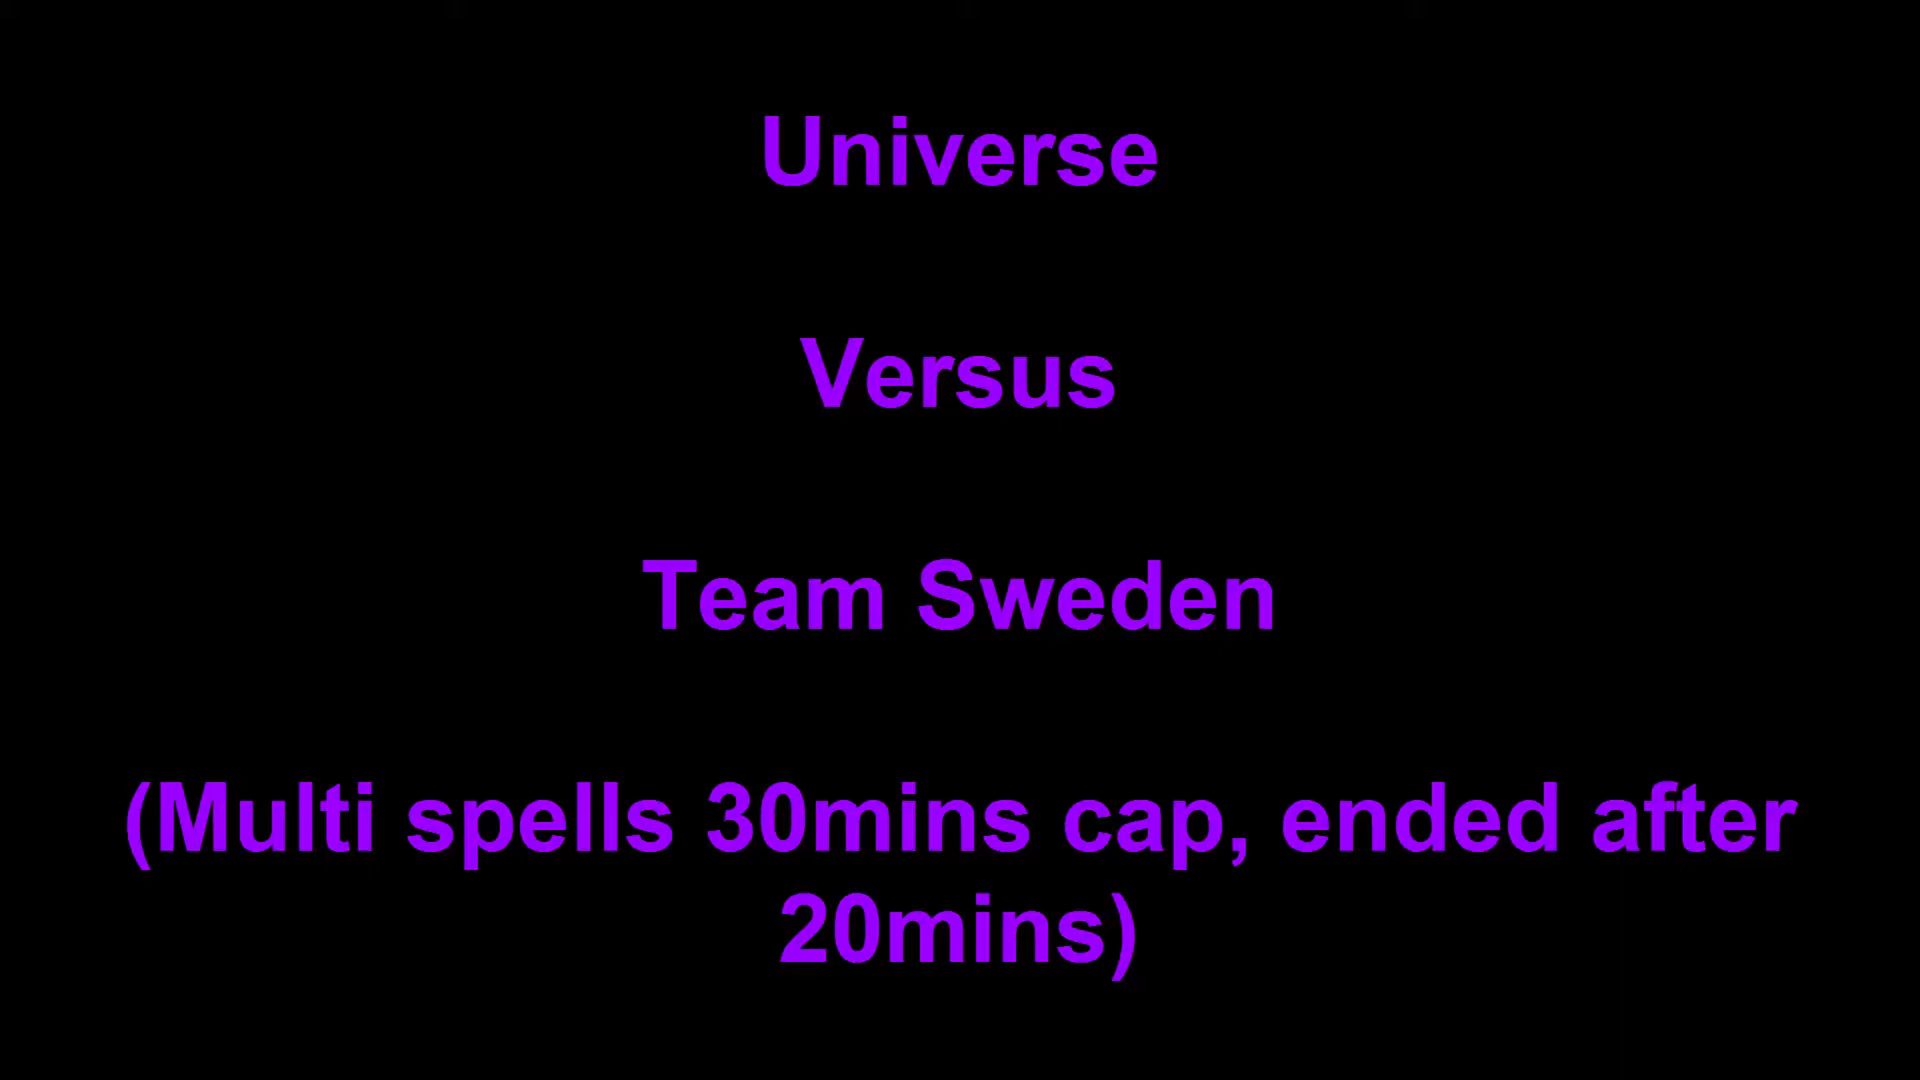 Universe
Versus
Team Sweden
(Multi spells 30mins cap, ended after
20mins)